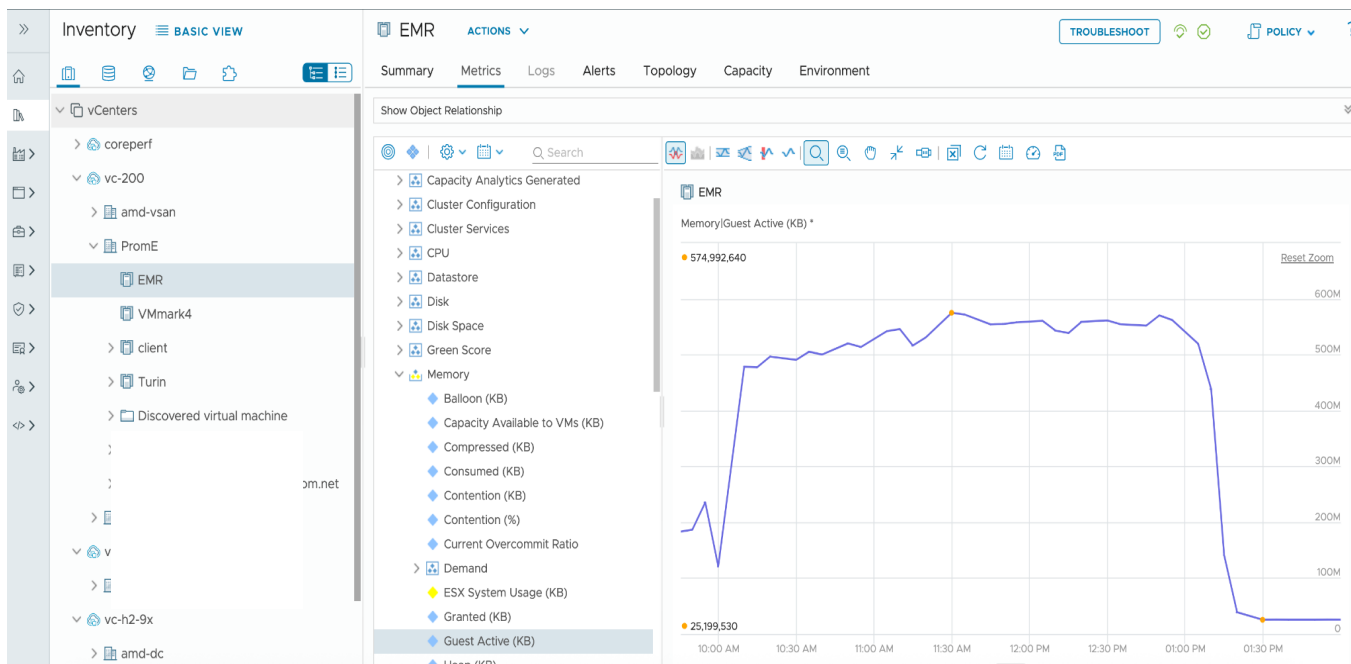 Inventory
BASIC VIEW
vCenters
coreperf
vc-200
amd-vsan
PromE
EMR
VMmark4
client
Turin
Discovered virtual machine
om.net
v
vc-h2-9x
amd-dc
EMR
ACTIONS
TROUBLESHOOT
POLICY
?
Summary
Metrics
Logs
Alerts
Topology
Capacity
Environment
Show Object Relationship
Search
Capacity Analytics Generated
Cluster Configuration
Cluster Services
CPU
Datastore
Disk
Disk Space
Green Score
Memory
Balloon (KB)
Capacity Available to VMs (KB)
Compressed (KB)
Consumed (KB)
Contention (KB)
Contention (%)
Current Overcommit Ratio
Demand
ESX System Usage (KB)
Granted (KB)
Guest Active (KB)
PDF
EMR
Memory|Guest Active (KB) *
574,992,640
Reset Zoom
600M
500M
400M
300M
200M
100M
25,199,530
0
10:00 AM
10:30 AM
11:00 AM
11:30 AM
12:00 PM
12:30 PM
01:00 PM
01:30 PM